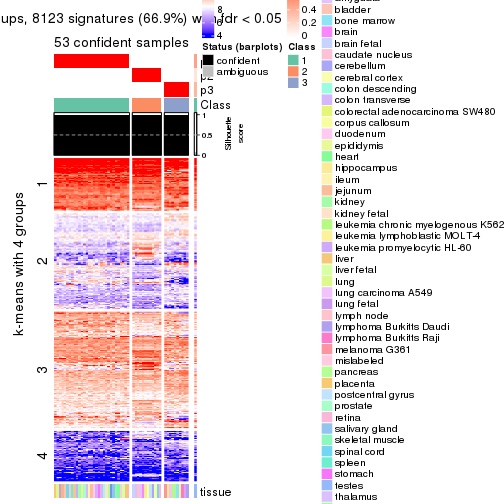 ups, 8123 signatures (66.9%) with fdr < 0.05
53 confident samples
p2
p3
Class
1
0.5
0
Silhouette
score
k-means with 4 groups
1
2
3
4
tissue
8
6
0.4
0.2
0
Status (barplots)
confident
ambiguous
Class
1
2
3
bladder
bone marrow
brain
brain fetal
caudate nucleus
cerebellum
cerebral cortex
colon descending
colon transverse
colorectal adenocarcinoma SW480
corpus callosum
duodenum
epididymis
heart
hippocampus
ileum
jejunum
kidney
kidney fetal
leukemia chronic myelogenous K562
leukemia lymphoblastic MOLT-4
leukemia promyelocytic HL-60
liver
liver fetal
lung
lung carcinoma A549
lung fetal
lymph node
lymphoma Burkitts Daudi
lymphoma Burkitts Raji
melanoma G361
mislabeled
pancreas
placenta
postcentral gyrus
prostate
retina
salivary gland
skeletal muscle
spinal cord
spleen
stomach
testes
thalamus